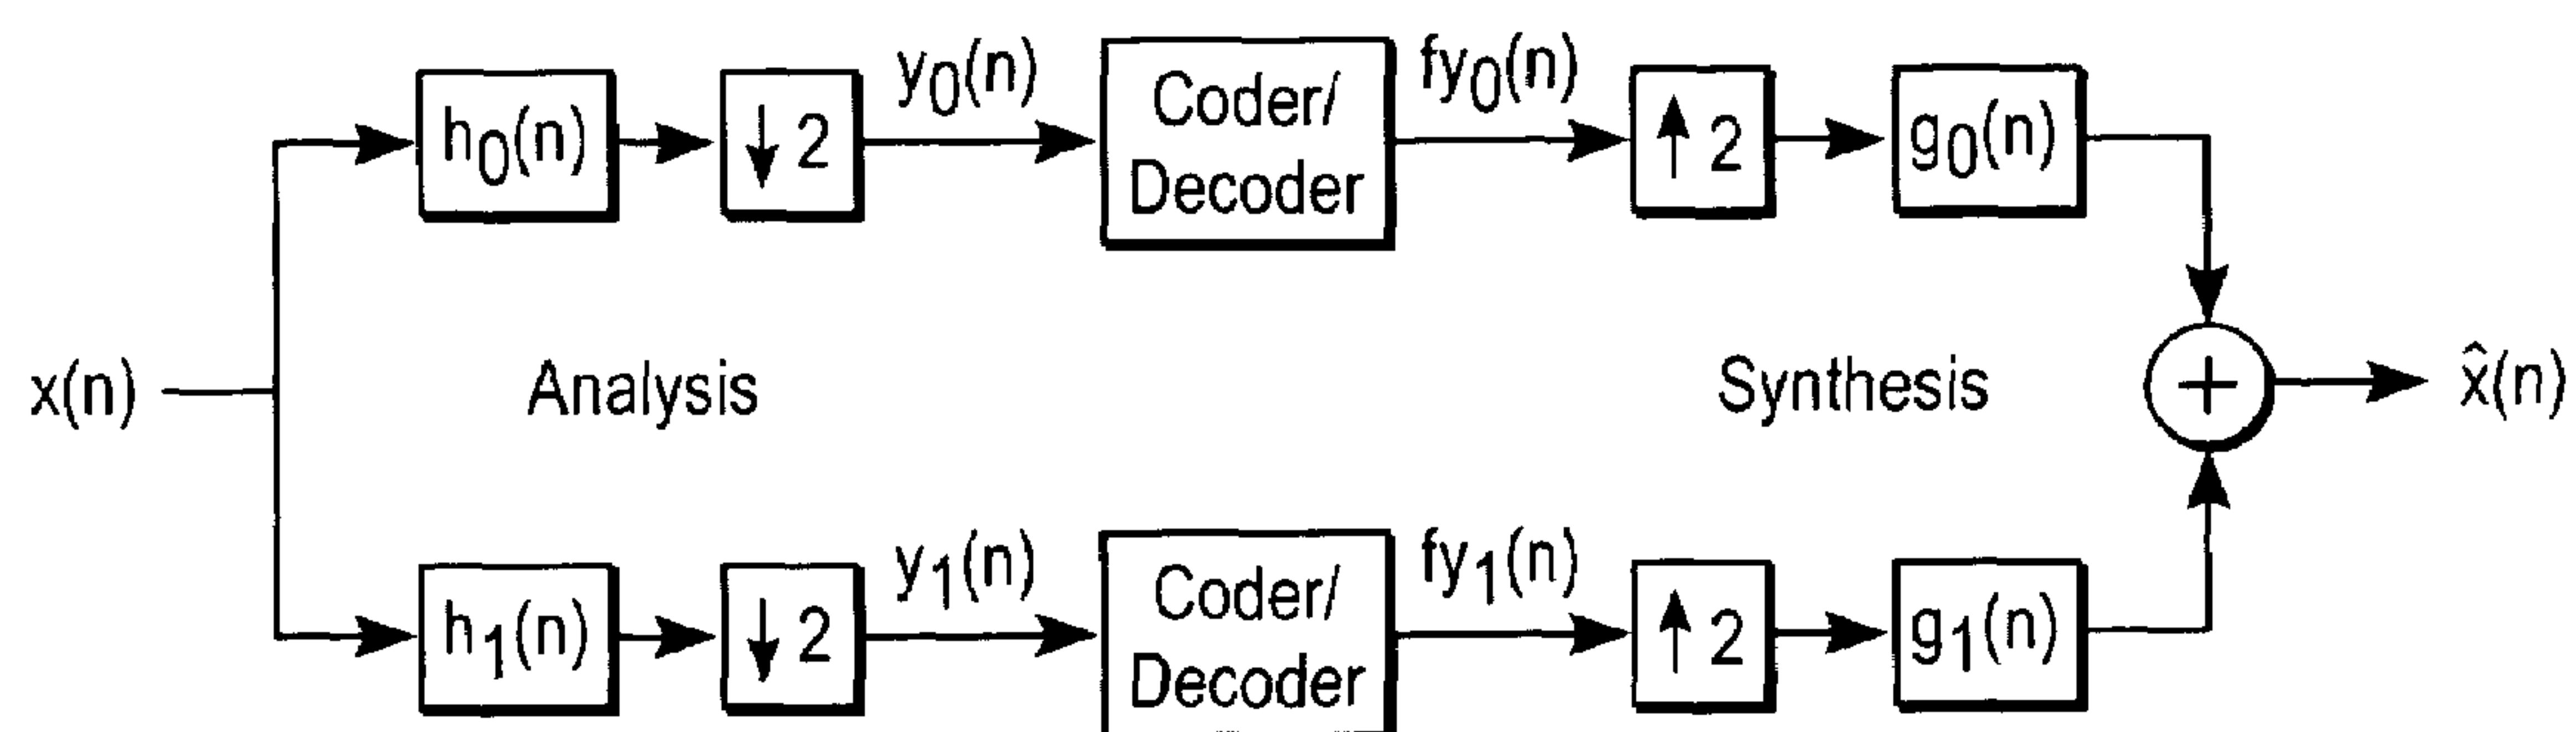 h₀(n)
↓ 2
y₀(n)
Coder/
Decoder
fy₀(n)
↑ 2
g₀(n)
x(n)
Analysis
Synthesis
+
x̂(n)
h₁(n)
↓ 2
y₁(n)
Coder/
Decoder
fy₁(n)
↑ 2
g₁(n)